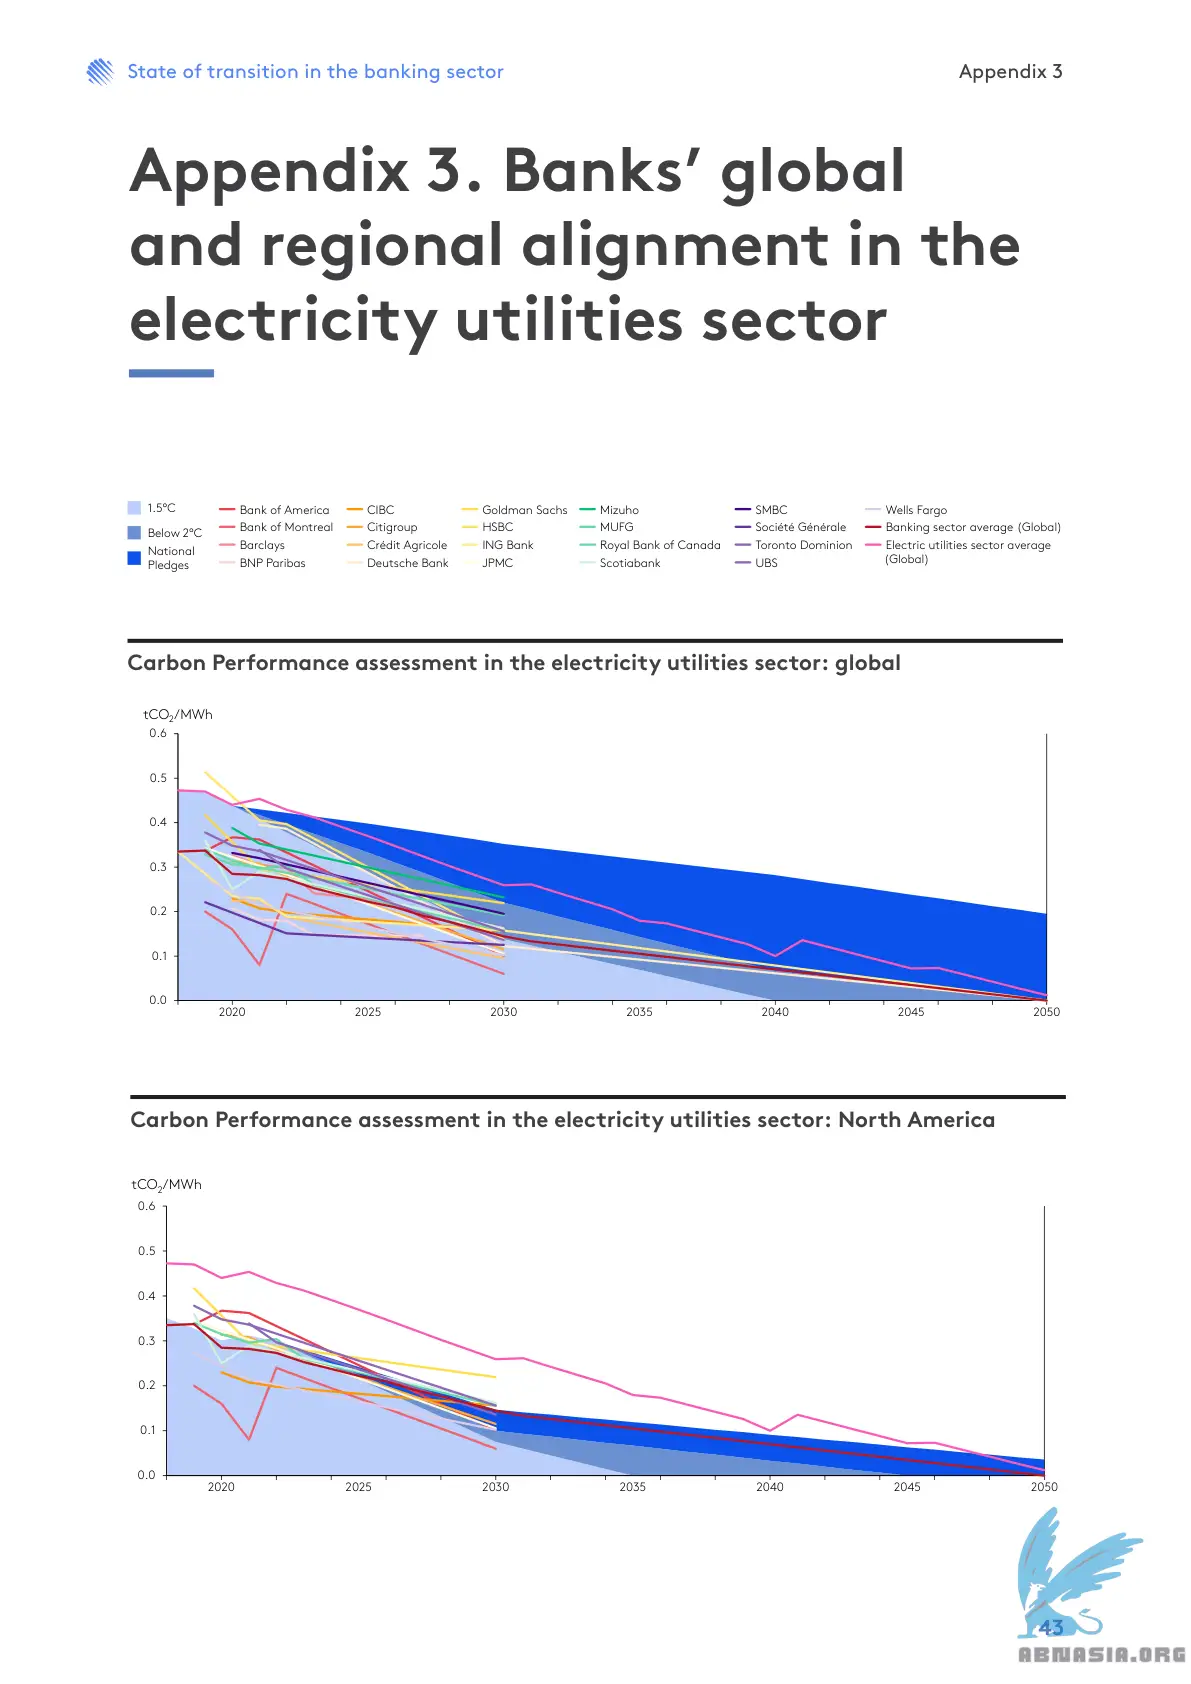 State of transition in the banking sector
Appendix 3
Appendix 3. Banks’ global
and regional alignment in the
electricity utilities sector
1.5°C
Below 2°C
National
Pledges
Bank of America
Bank of Montreal
Barclays
BNP Paribas
CIBC
Citigroup
Crédit Agricole
Deutsche Bank
Goldman Sachs
HSBC
ING Bank
JPMC
Mizuho
MUFG
Royal Bank of Canada
Scotiabank
SMBC
Société Générale
Toronto Dominion
UBS
Wells Fargo
Banking sector average (Global)
Electric utilities sector average
(Global)
Carbon Performance assessment in the electricity utilities sector: global
tCO₂/MWh
0.6
0.5
0.4
0.3
0.2
0.1
0.0
2020 2025 2030 2035 2040 2045 2050
Carbon Performance assessment in the electricity utilities sector: North America
tCO₂/MWh
0.6
0.5
0.4
0.3
0.2
0.1
0.0
2020 2025 2030 2035 2040 2045 2050
43
ABNASIA.ORG